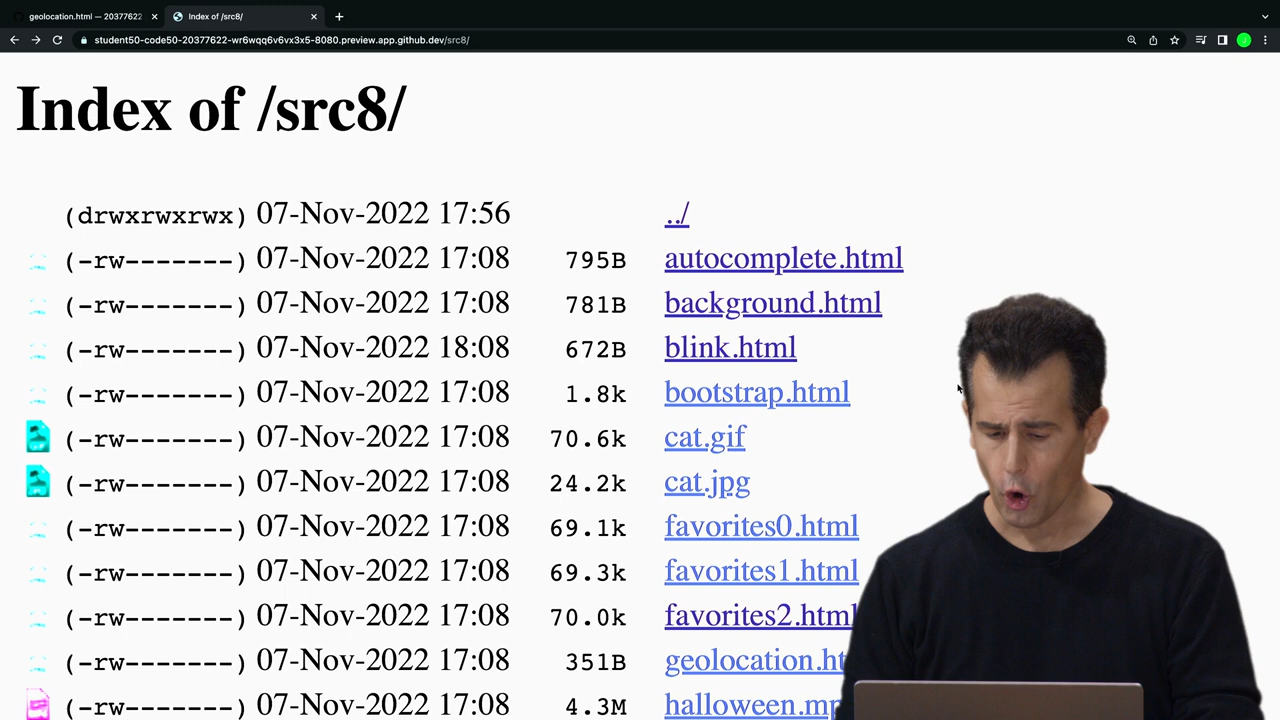 geolocation.html — 20377622
Index of /src8/
student50-code50-20377622-wr6wqq6v6vx3x5-8080.preview.app.github.dev/src8/
Index of /src8/
(drwxrwxrwx) 07-Nov-2022 17:56 ../
(-rw-------) 07-Nov-2022 17:08 795B autocomplete.html
(-rw-------) 07-Nov-2022 17:08 781B background.html
(-rw-------) 07-Nov-2022 18:08 672B blink.html
(-rw-------) 07-Nov-2022 17:08 1.8k bootstrap.html
(-rw-------) 07-Nov-2022 17:08 70.6k cat.gif
(-rw-------) 07-Nov-2022 17:08 24.2k cat.jpg
(-rw-------) 07-Nov-2022 17:08 69.1k favorites0.html
(-rw-------) 07-Nov-2022 17:08 69.3k favorites1.html
(-rw-------) 07-Nov-2022 17:08 70.0k favorites2.html
(-rw-------) 07-Nov-2022 17:08 351B geolocation.ht
(-rw-------) 07-Nov-2022 17:08 4.3M halloween.mp